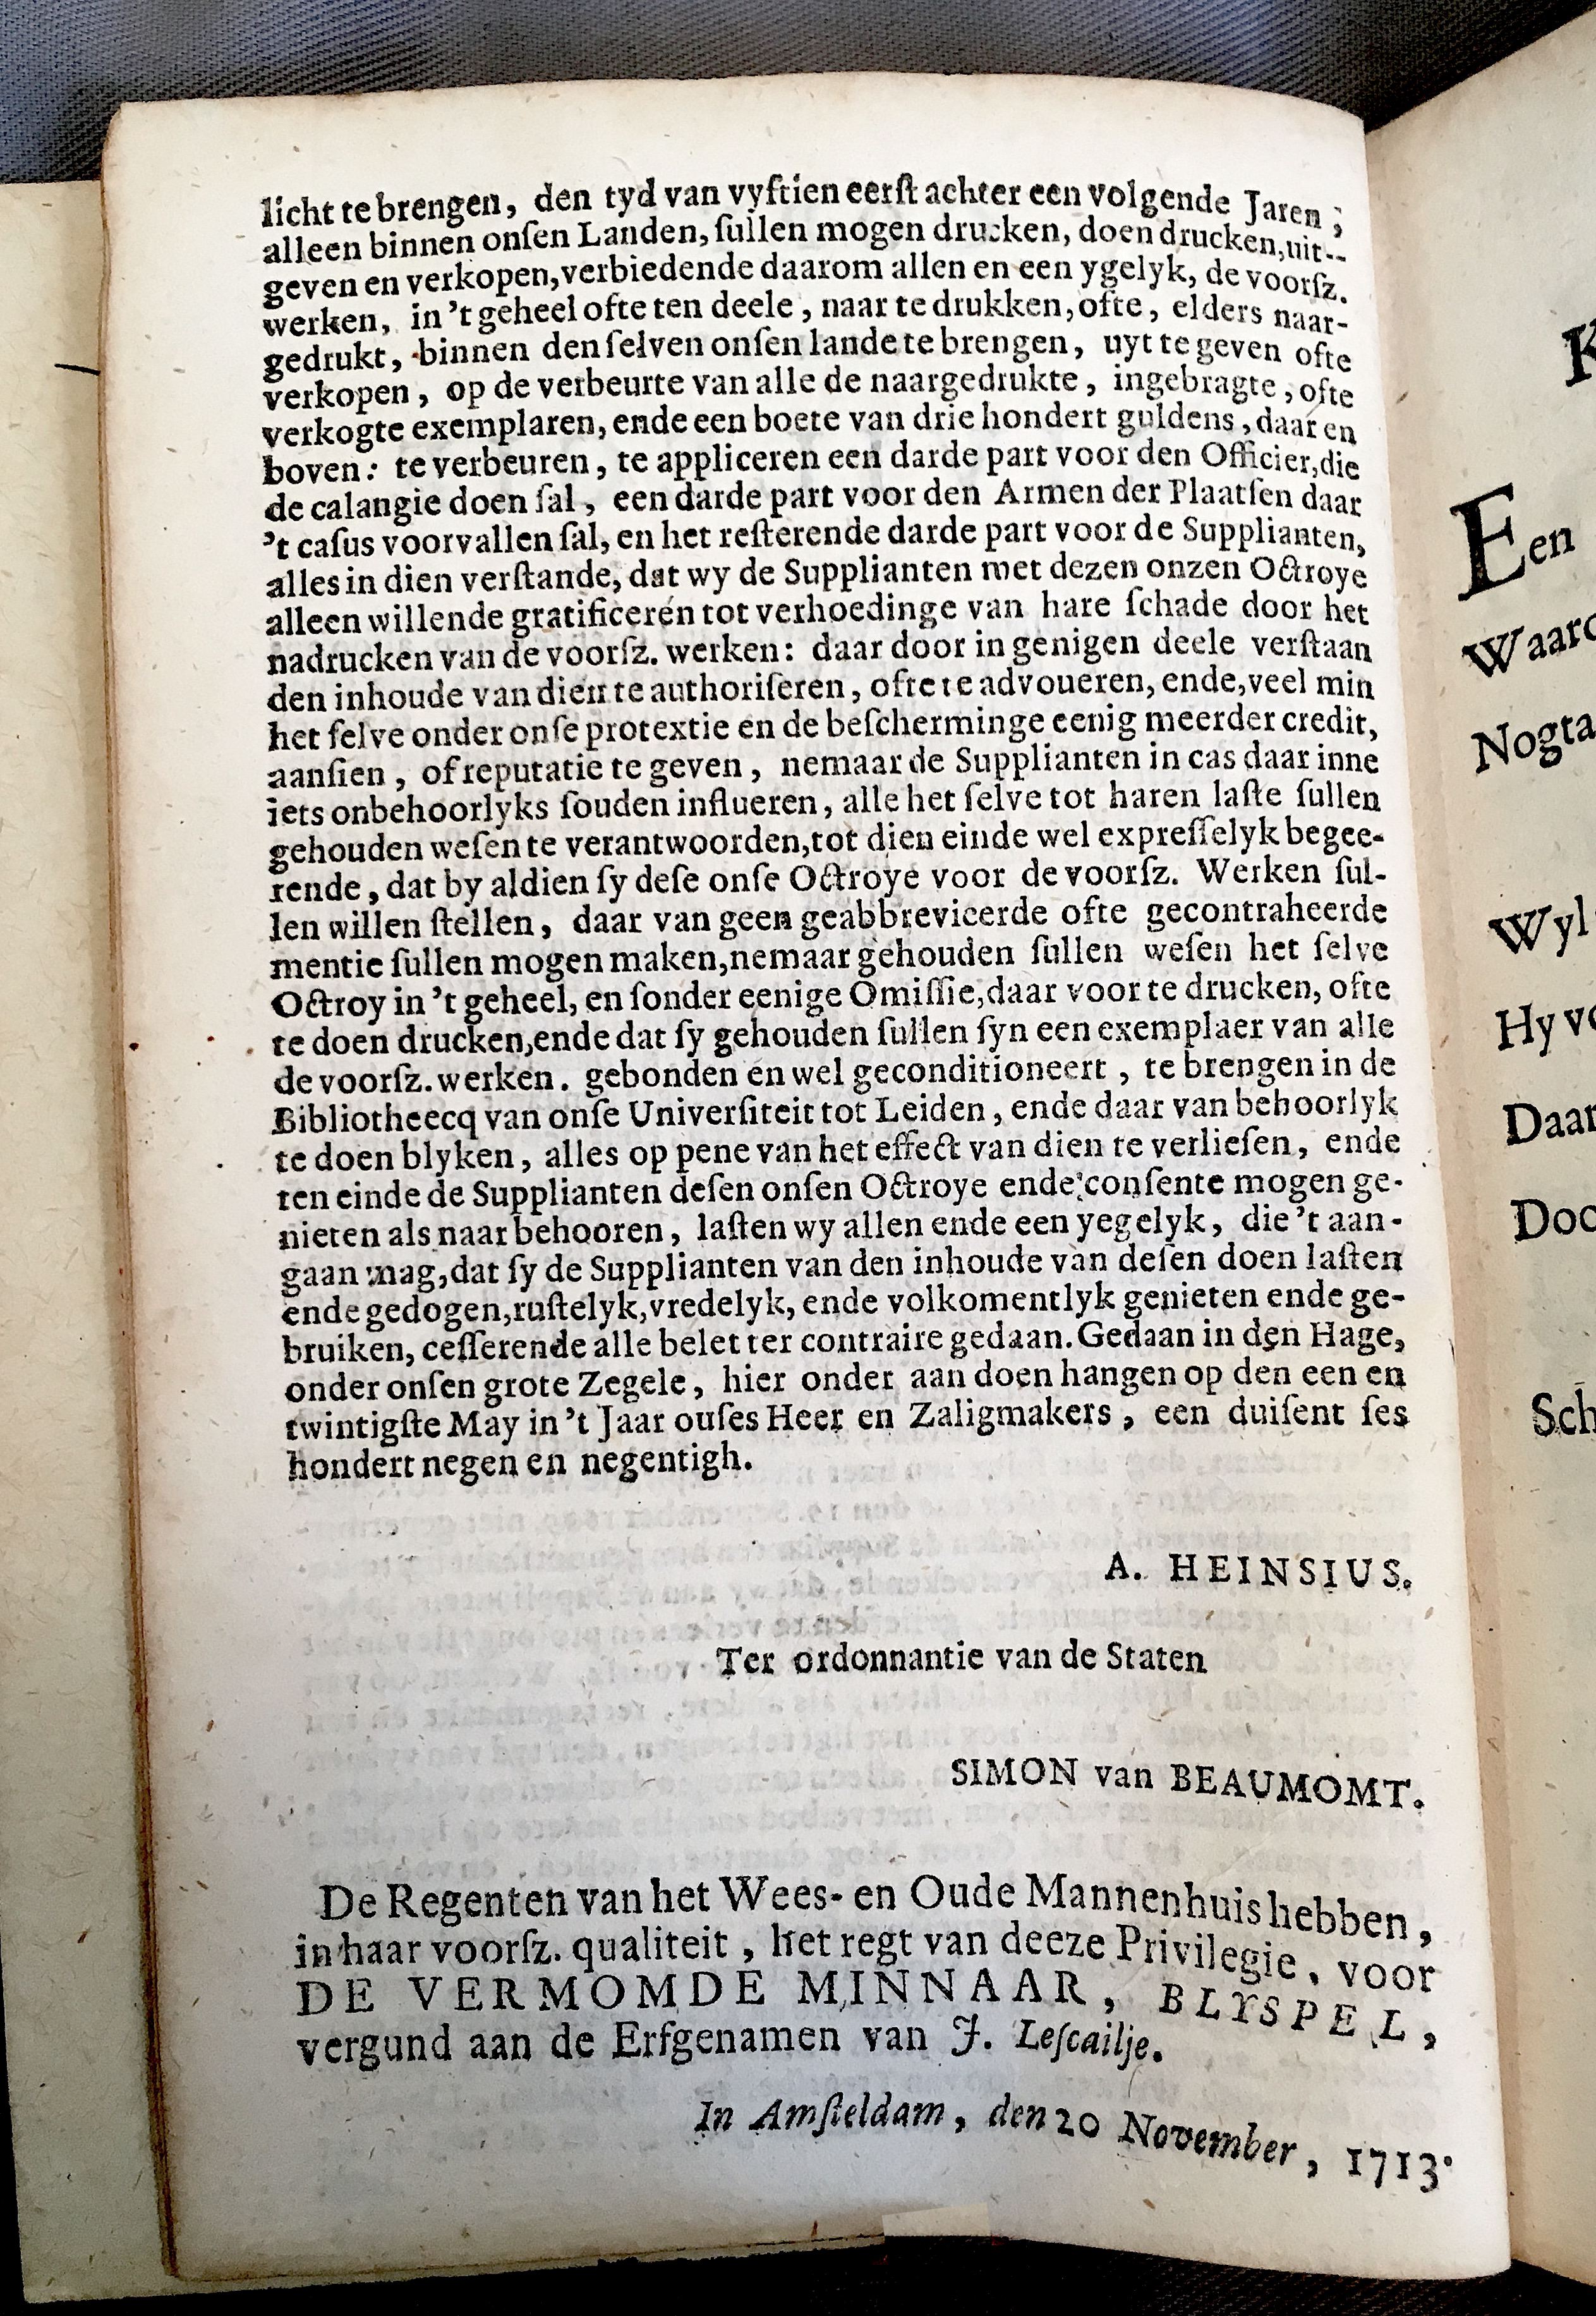 licht te brengen, den tyd van vyftien eerſt achter een volgende Jaren;
alleen binnen onſen Landen, ſullen mogen drucken, doen drucken, uit-
geven en verkopen, verbiedende daarom allen en een ygelyk, de voorſz.
werken, in 't geheel ofte ten deele, naar te drukken, ofte, elders naar-
gedrukt, binnen den ſelven onſen lande te brengen, uyt te geven ofte
verkopen, op de verbeurte van alle de naargedrukte, ingebragte, ofte
verkogte exemplaren, ende een boete van drie hondert guldens, daar en
boven: te verbeuren, te appliceren een darde part voor den Officier, die
de calangie doen ſal, een darde part voor den Armen der Plaatſen daar
't caſus voorvallen ſal, en het reſterende darde part voor de Supplianten,
alles in dien verſtande, dat wy de Supplianten met dezen onzen Octroye
alleen willende gratificeren tot verhoedinge van hare ſchade door het
nadrucken van de voorſz. werken: daar door in genigen deele verſtaan
den inhoude van dien te authoriſeren, ofte te advoueren, ende, veel min
het ſelve onder onſe protextie en de beſcherminge eenig meerder credit,
aanſien, of reputatie te geven, nemaar de Supplianten in cas daar inne
iets onbehoorlyks ſouden influeren, alle het ſelve tot haren laſte ſullen
gehouden weſen te verantwoorden, tot dien einde wel expreſſelyk begee-
rende, dat by aldien ſy deſe onſe Octroye voor de voorſz. Werken ſul-
len willen ſtellen, daar van geen geabbrevieerde ofte gecontraheerde
mentie ſullen mogen maken, nemaar gehouden ſullen weſen het ſelve
Octroy in 't geheel, en ſonder eenige Omiſſie, daar voor te drucken, ofte
te doen drucken, ende dat ſy gehouden ſullen ſyn een exemplaer van alle
de voorſz. werken. gebonden en wel geconditioneert, te brengen in de
Bibliotheecq van onſe Univerſiteit tot Leiden, ende daar van behoorlyk
te doen blyken, alles op pene van het effect van dien te verlieſen, ende
ten einde de Supplianten deſen onſen Octroye ende conſente mogen ge-
nieten als naar behooren, laſten wy allen ende een yegelyk, die 't aan-
gaan mag, dat ſy de Supplianten van den inhoude van deſen doen laſten
ende gedogen, ruſtelyk, vredelyk, ende volkomentlyk genieten ende ge-
bruiken, ceſſerende alle belet ter contraire gedaan. Gedaan in den Hage,
onder onſen grote Zegele, hier onder aan doen hangen op den een en
twintigſte May in 't Jaar ouſes Heer en Zaligmakers, een duiſent ſes
hondert negen en negentigh.
A. HEINSIUS.
Ter ordonnantie van de Staten
SIMON van BEAUMOMT.
De Regenten van het Wees- en Oude Mannenhuis hebben,
in haar voorſz. qualiteit, het regt van deeze Privilegie, voor
DE VERMOMDE MINNAAR, BLYSPEL,
vergund aan de Erfgenamen van J. Leſcailje.
In Amſteldam, den 20 November, 1713.
Een
Nogta
Wyl
Daar
Sch